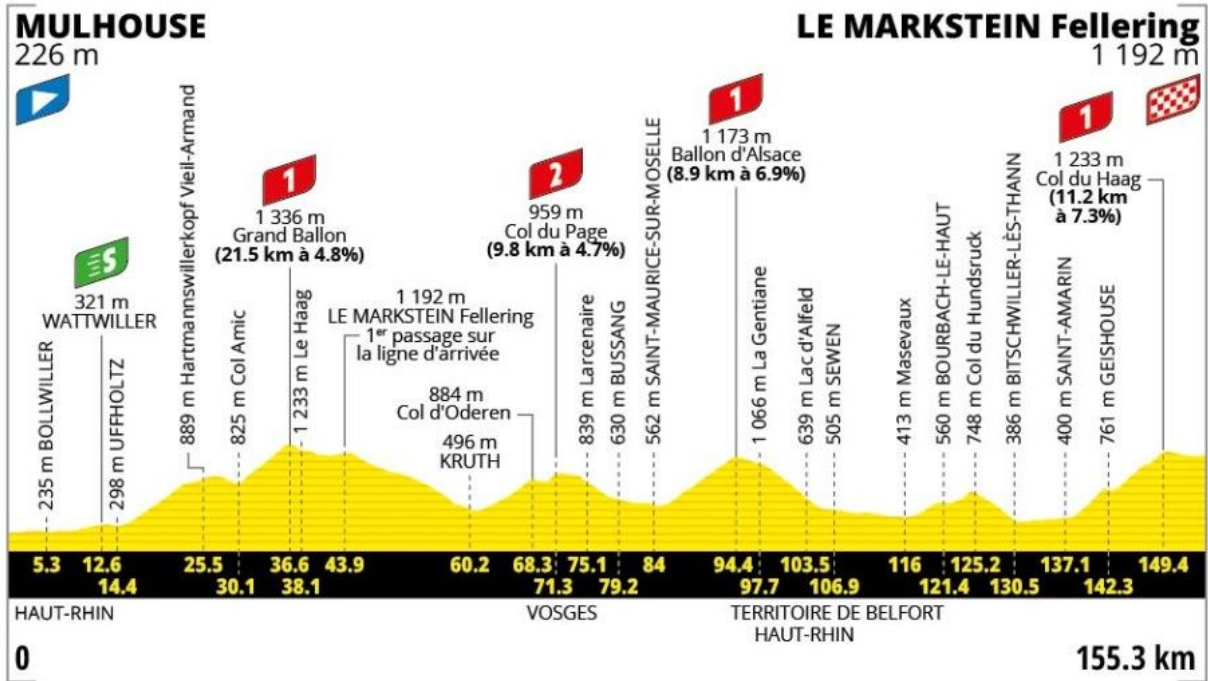 MULHOUSE
226 m
LE MARKSTEIN Fellering
1 192 m
235 m BOLLWILLER
S
321 m
WATTWILLER
298 m UFFHOLTZ
889 m Hartmannswillerkopf Vieil-Armand
825 m Col Amic
1
1 336 m
Grand Ballon
(21.5 km à 4.8%)
1 233 m Le Haag
1 192 m
LE MARKSTEIN Fellering
1er passage sur
la ligne d'arrivée
496 m
KRUTH
884 m
Col d'Oderen
2
959 m
Col du Page
(9.8 km à 4.7%)
839 m Larcenaire
630 m BUSSANG
562 m SAINT-MAURICE-SUR-MOSELLE
1
1 173 m
Ballon d'Alsace
(8.9 km à 6.9%)
1 066 m La Gentiane
639 m Lac d'Alfeld
505 m SEWEN
413 m Masevaux
560 m BOURBACH-LE-HAUT
748 m Col du Hundsruck
386 m BITSCHWILLER-LÈS-THANN
400 m SAINT-AMARIN
761 m GEISHOUSE
1
1 233 m
Col du Haag
(11.2 km
à 7.3%)
5.3 12.6 25.5 36.6 43.9 60.2 68.3 75.1 84 94.4 103.5 116 125.2 137.1 149.4
14.4 30.1 38.1 71.3 79.2 97.7 106.9 121.4 130.5 142.3
HAUT-RHIN VOSGES TERRITOIRE DE BELFORT
HAUT-RHIN
0 155.3 km